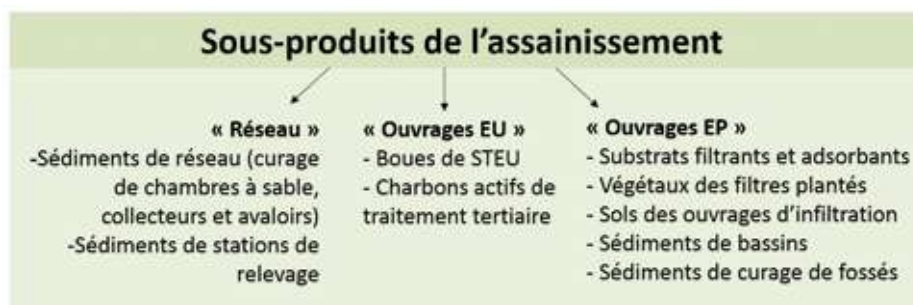 Sous-produits de l'assainissement
« Réseau »
-Sédiments de réseau (curage
de chambres à sable,
collecteurs et avaloirs)
-Sédiments de stations de
relevage
« Ouvrages EU »
- Boues de STEU
- Charbons actifs de
traitement tertiaire
« Ouvrages EP »
- Substrats filtrants et adsorbants
- Végétaux des filtres plantés
- Sols des ouvrages d'infiltration
- Sédiments de bassins
- Sédiments de curage de fossés